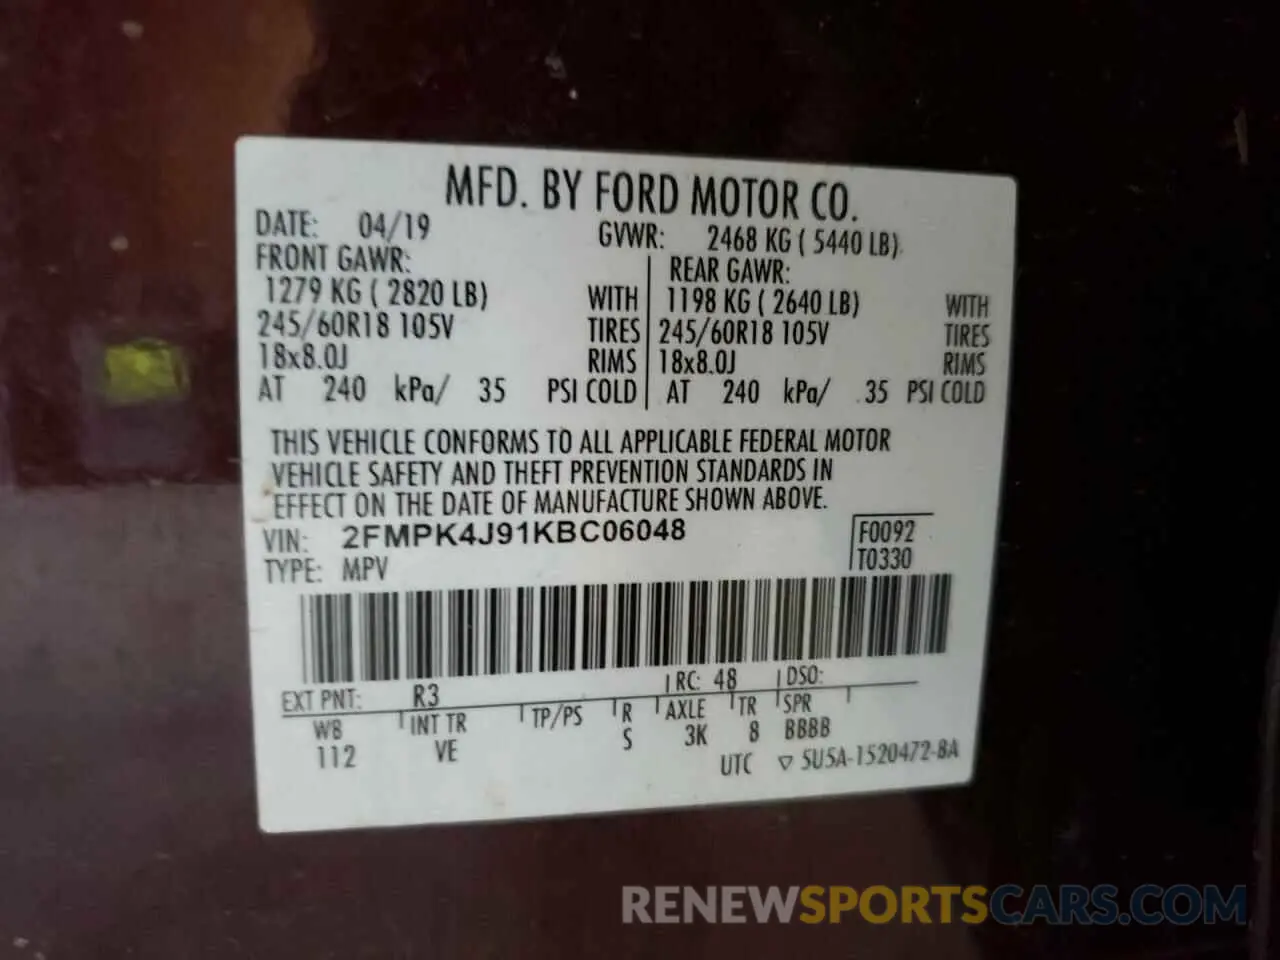 MFD. BY FORD MOTOR CO.
DATE: 04/19 GVWR: 2468 KG ( 5440 LB)
FRONT GAWR: REAR GAWR:
1279 KG ( 2820 LB) WITH 1198 KG ( 2640 LB) WITH
245/60R18 105V TIRES 245/60R18 105V TIRES
18x8.0J RIMS 18x8.0J RIMS
AT 240 kPa/ 35 PSI COLD AT 240 kPa/ 35 PSI COLD
THIS VEHICLE CONFORMS TO ALL APPLICABLE FEDERAL MOTOR
VEHICLE SAFETY AND THEFT PREVENTION STANDARDS IN
EFFECT ON THE DATE OF MANUFACTURE SHOWN ABOVE.
VIN: 2FMPK4J91KBC06048 F0092
TYPE: MPV T0330
EXT PNT: R3 RC: 48 DSO:
WB INT TR TP/PS R AXLE TR SPR
112 VE S 3K 8 BBBB
UTC ▽ 5U5A-1520472-BA
RENEWSPORTSCARS.COM